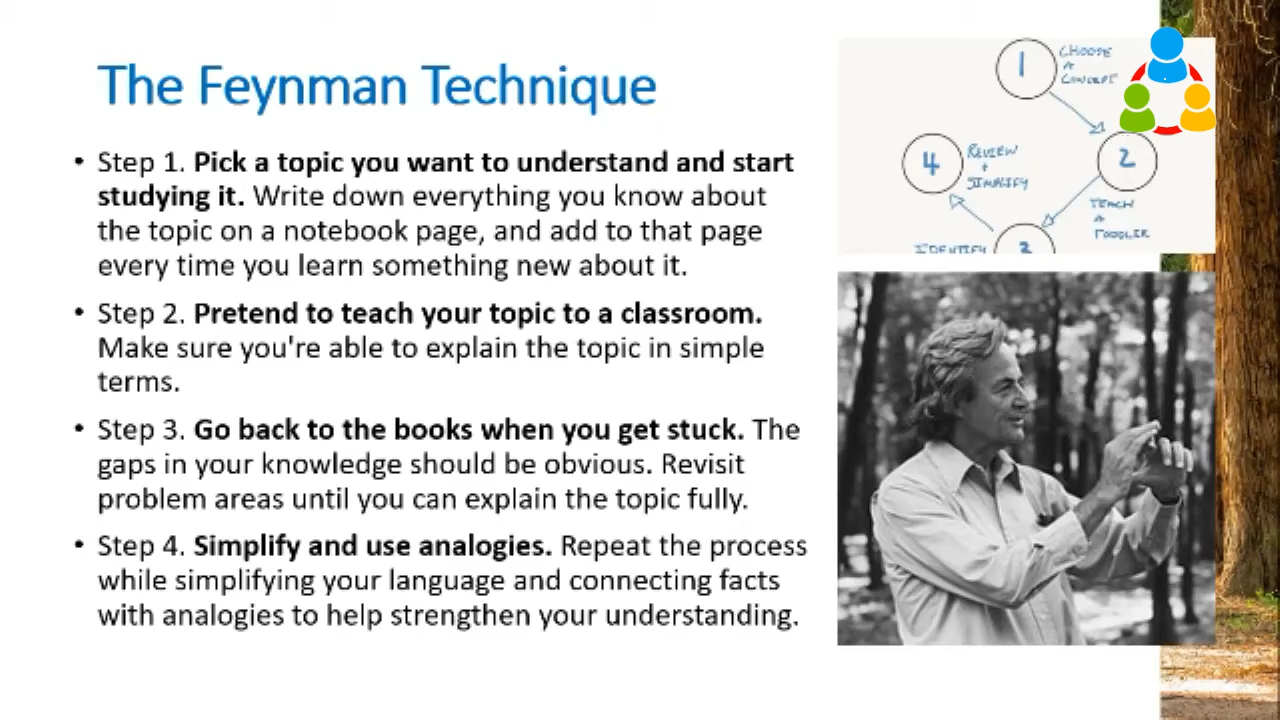 The Feynman Technique
• Step 1. Pick a topic you want to understand and start
studying it. Write down everything you know about
the topic on a notebook page, and add to that page
every time you learn something new about it.
• Step 2. Pretend to teach your topic to a classroom.
Make sure you're able to explain the topic in simple
terms.
• Step 3. Go back to the books when you get stuck. The
gaps in your knowledge should be obvious. Revisit
problem areas until you can explain the topic fully.
• Step 4. Simplify and use analogies. Repeat the process
while simplifying your language and connecting facts
with analogies to help strengthen your understanding.
1
CHOOSE
A
CONCEPT
2
TEACH
A
TODDLER
3
IDENTIFY
4
REVIEW
+
SIMPLIFY